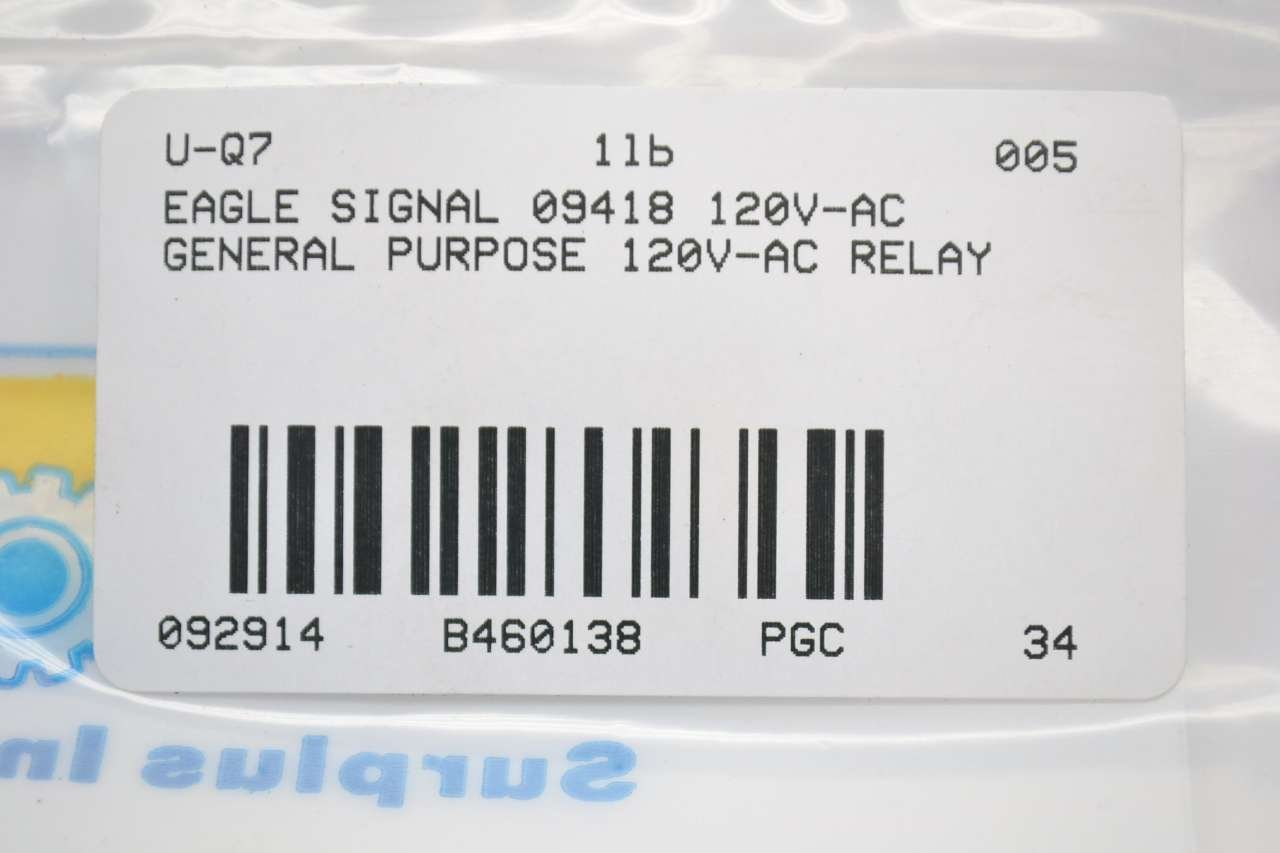 U-Q7 1lb 005
EAGLE SIGNAL 09418 120V-AC
GENERAL PURPOSE 120V-AC RELAY
092914 B460138 PGC 34
Surplus In